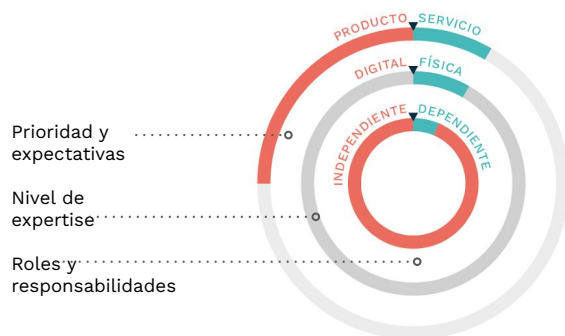 PRODUCTO SERVICIO
DIGITAL FÍSICA
INDEPENDIENTE DEPENDIENTE
Prioridad y
expectativas
Nivel de
expertise
Roles y
responsabilidades